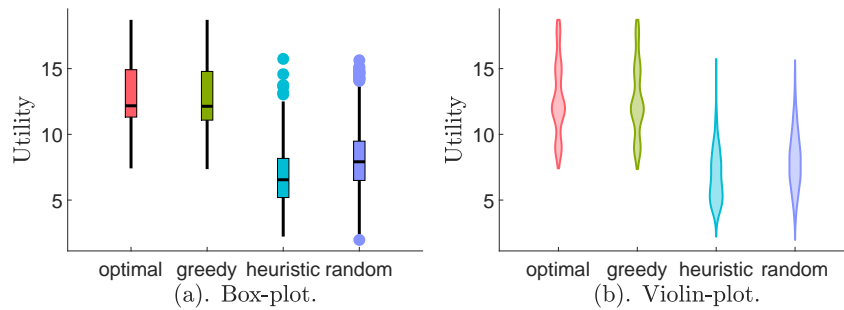 Utility
15
10
5
optimal greedy heuristic random
(a). Box-plot.
Utility
15
10
5
optimal greedy heuristic random
(b). Violin-plot.